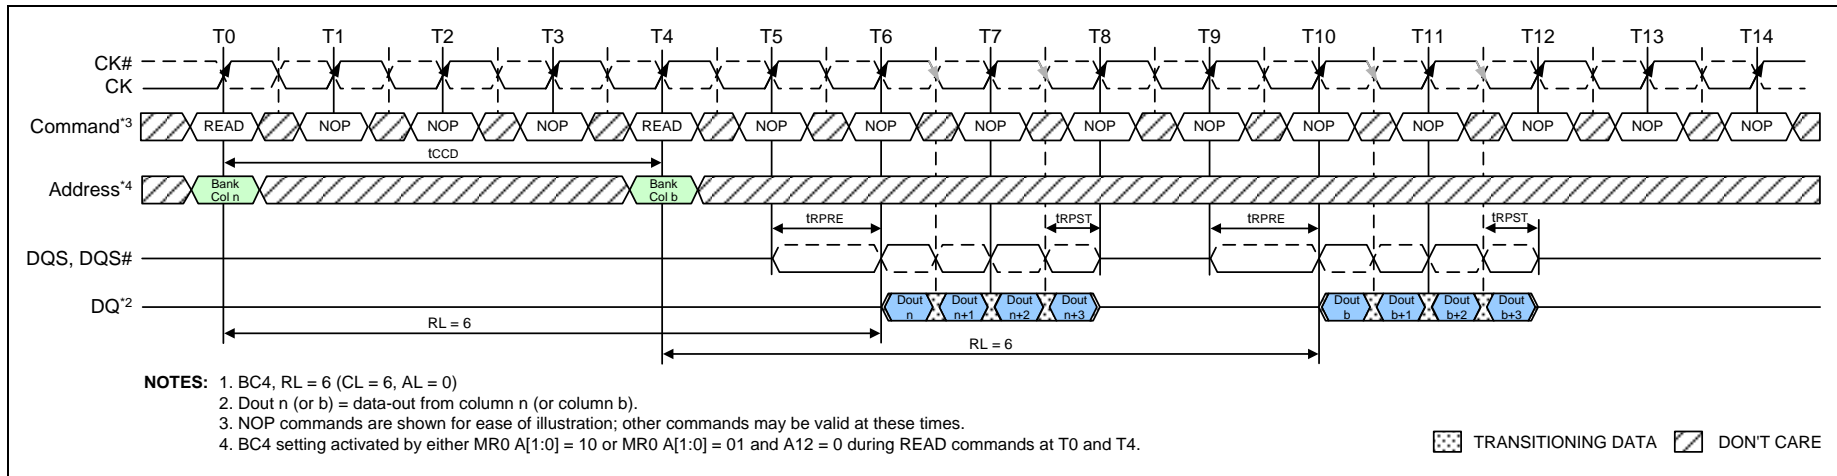 T0 T1 T2 T3 T4 T5 T6 T7 T8 T9 T10 T11 T12 T13 T14
CK#
CK
Command*3 READ NOP NOP NOP READ NOP NOP NOP NOP NOP NOP NOP NOP NOP NOP
tCCD
Address*4 Bank Col n Bank Col b
tRPRE tRPST tRPRE tRPST
DQS, DQS#
DQ*2 Dout n Dout n+1 Dout n+2 Dout n+3 Dout b Dout b+1 Dout b+2 Dout b+3
RL = 6
RL = 6
NOTES: 1. BC4, RL = 6 (CL = 6, AL = 0)
2. Dout n (or b) = data-out from column n (or column b).
3. NOP commands are shown for ease of illustration; other commands may be valid at these times.
4. BC4 setting activated by either MR0 A[1:0] = 10 or MR0 A[1:0] = 01 and A12 = 0 during READ commands at T0 and T4.
TRANSITIONING DATA DON'T CARE